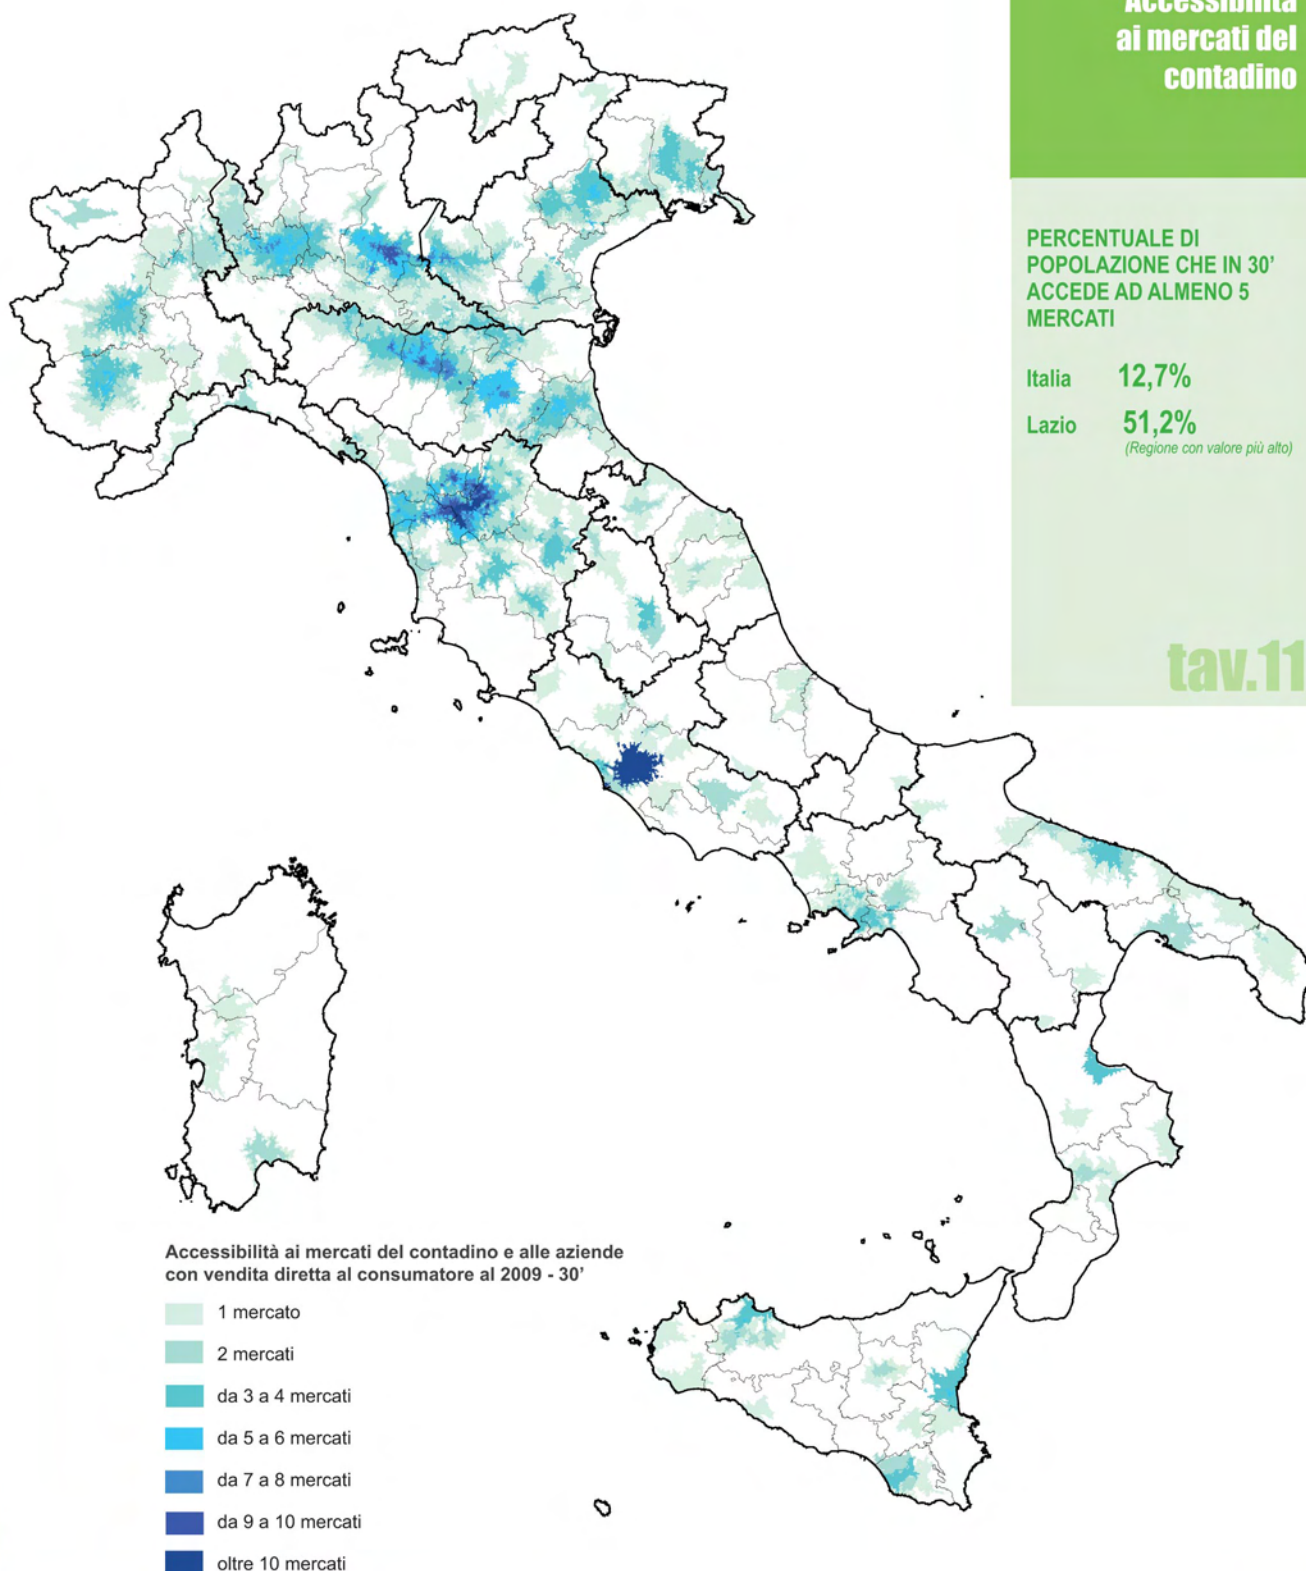 Accessibilità
ai mercati del
contadino
PERCENTUALE DI
POPOLAZIONE CHE IN 30'
ACCEDE AD ALMENO 5
MERCATI
Italia 12,7%
Lazio 51,2%
(Regione con valore più alto)
tav.11
Accessibilità ai mercati del contadino e alle aziende
con vendita diretta al consumatore al 2009 - 30'
1 mercato
2 mercati
da 3 a 4 mercati
da 5 a 6 mercati
da 7 a 8 mercati
da 9 a 10 mercati
oltre 10 mercati